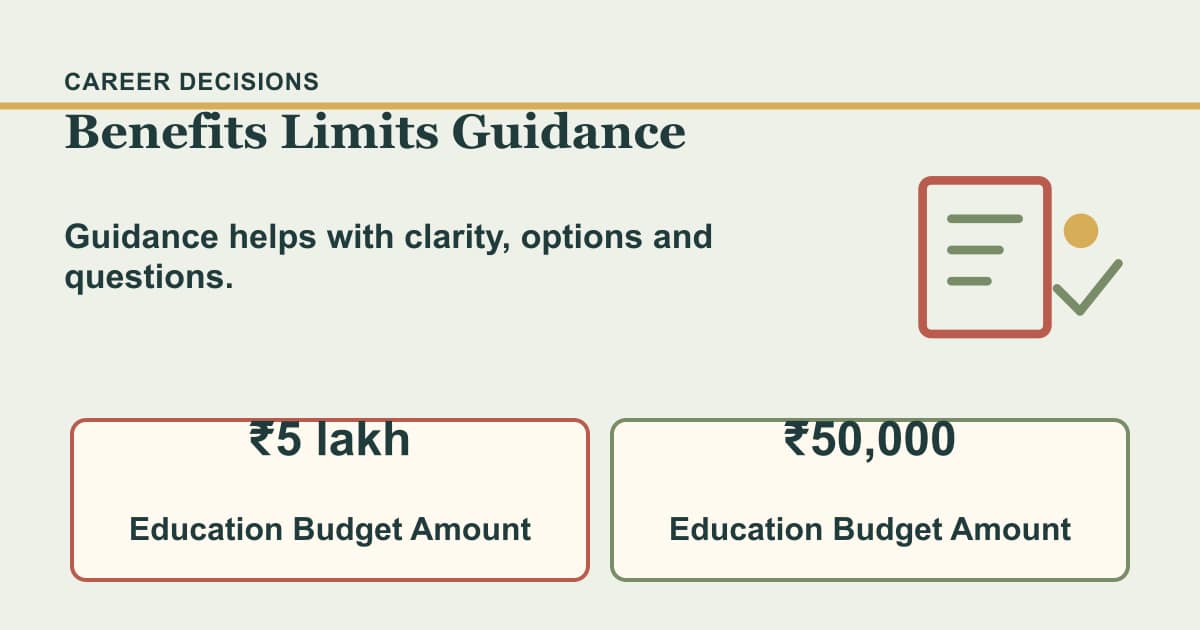 CAREER DECISIONS
Benefits Limits Guidance
Guidance helps with clarity, options and
questions.
₹5 lakh
Education Budget Amount
₹50,000
Education Budget Amount